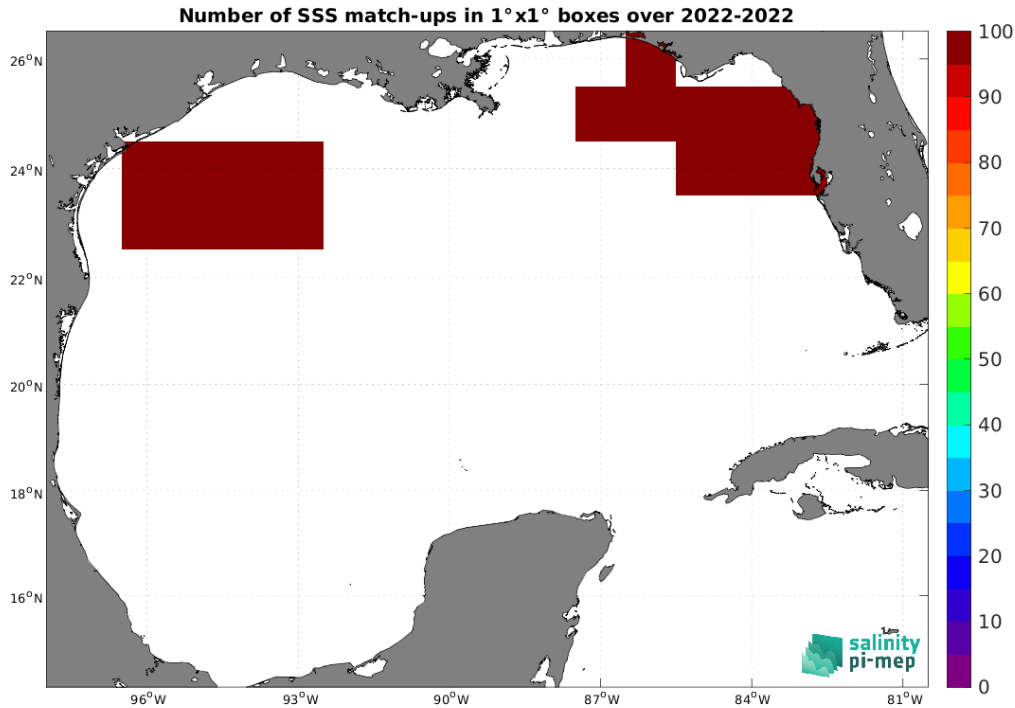 Number of SSS match-ups in 1°x1° boxes over 2022-2022
26°N
24°N
22°N
20°N
18°N
16°N
96°W
93°W
90°W
87°W
84°W
81°W
100
90
80
70
60
50
40
30
20
10
0
salinity
pi-mep